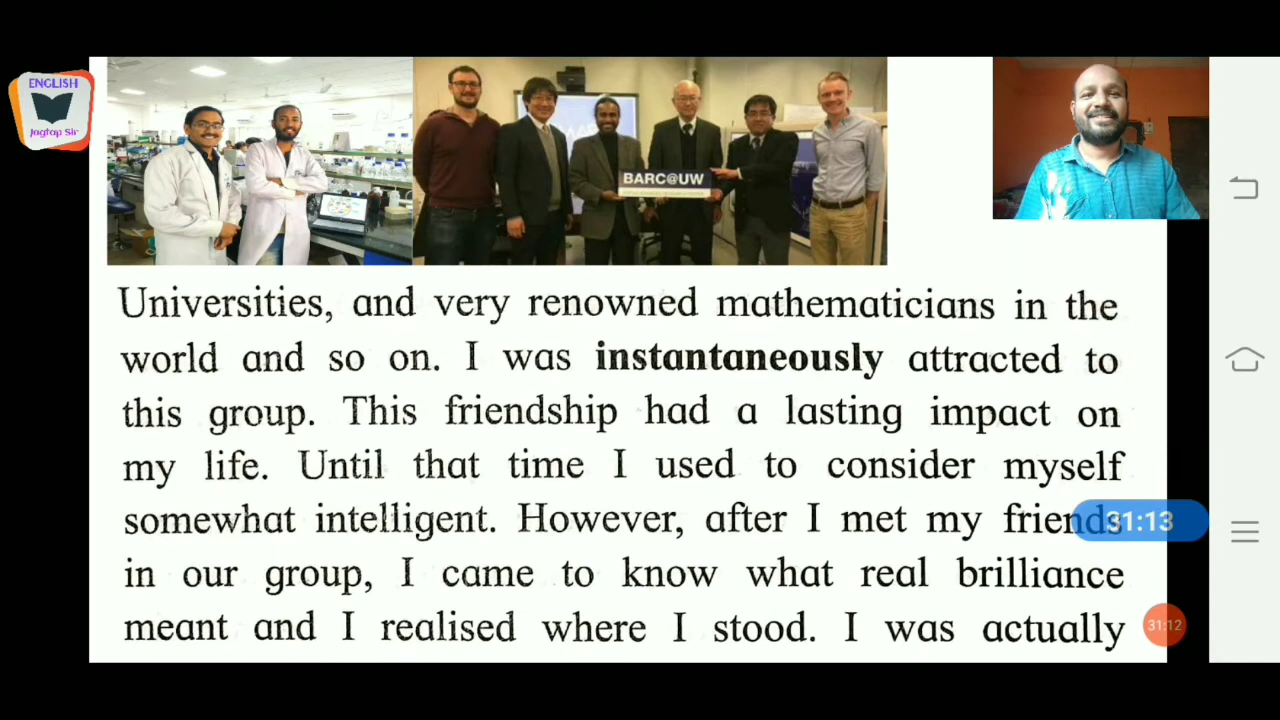 ENGLISH
Jagtap Sir
BARC@UW
Universities, and very renowned mathematicians in the
world and so on. I was instantaneously attracted to
this group. This friendship had a lasting impact on
my life. Until that time I used to consider myself
somewhat intelligent. However, after I met my friends
31:13
in our group, I came to know what real brilliance
meant and I realised where I stood. I was actually
31:12